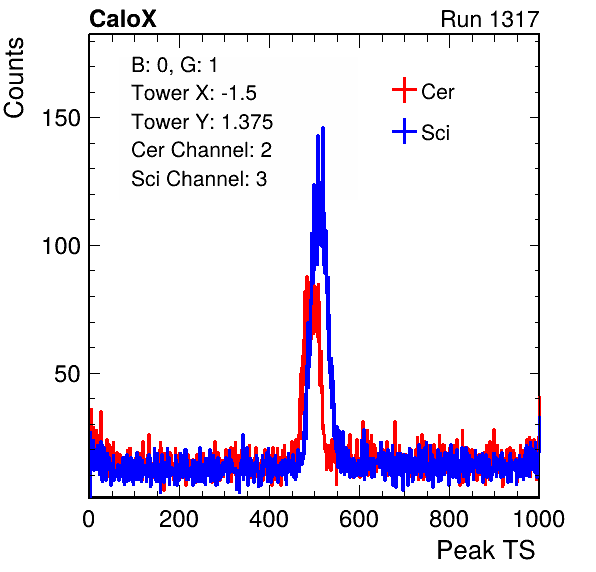 CaloX Run 1317
Counts
B: 0, G: 1
Tower X: -1.5
Tower Y: 1.375
Cer Channel: 2
Sci Channel: 3
Cer
Sci
150
100
50
0 200 400 600 800 1000
Peak TS